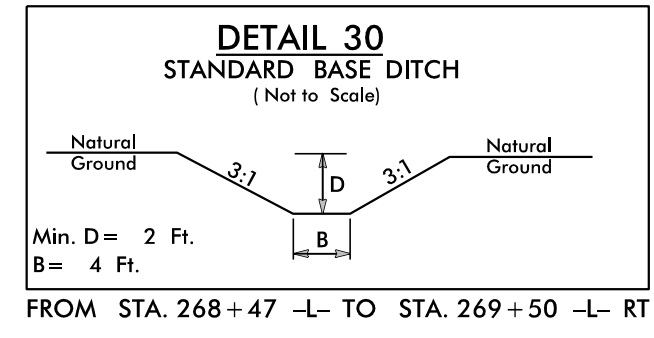 DETAIL 30
STANDARD BASE DITCH
( Not to Scale)
Natural
Ground
3:1
D
3:1
Natural
Ground
Min. D= 2 Ft.
B= 4 Ft.
B
FROM STA. 268+47 -L- TO STA. 269+50 -L- RT